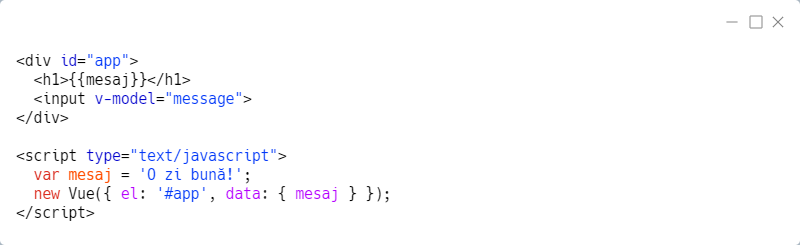 <div id="app">
  <h1>{{mesaj}}</h1>
  <input v-model="message">
</div>

<script type="text/javascript">
  var mesaj = 'O zi bună!';
  new Vue({ el: '#app', data: { mesaj } });
</script>